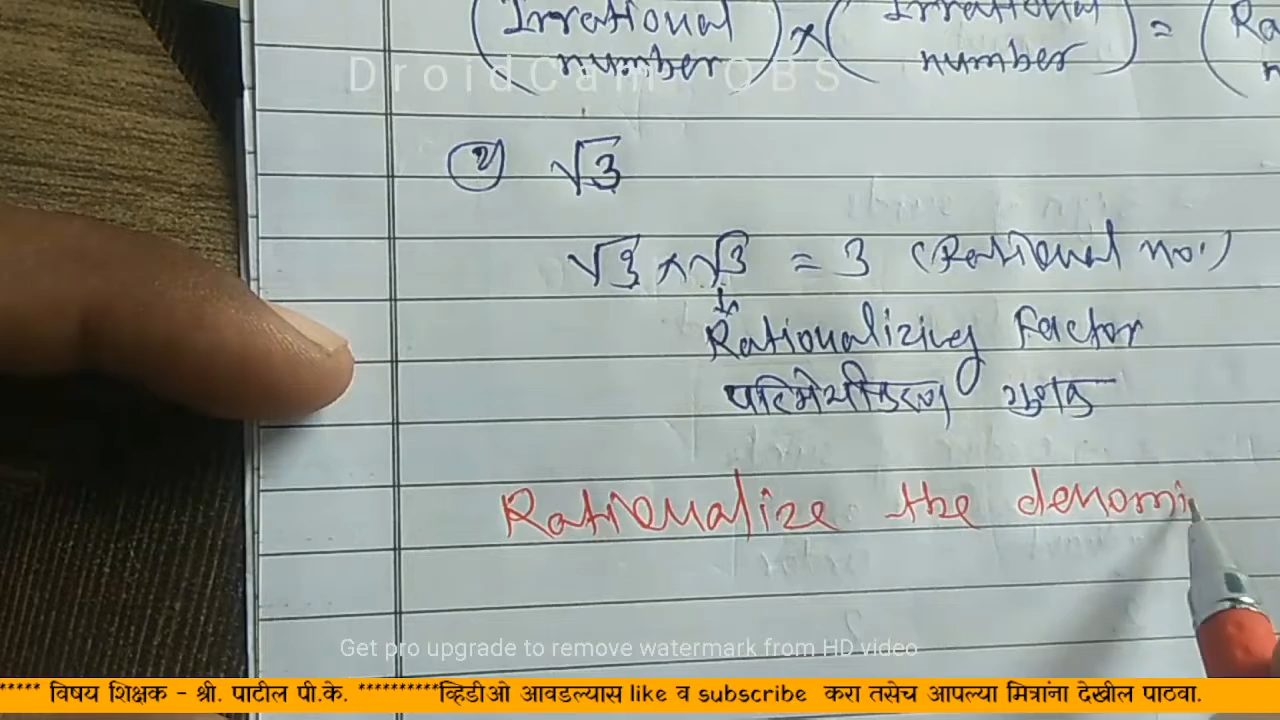 (Irrational number) × (Irrational number) = (Ra
DroidCam OBS
२) √3
√3 × √3 = 3 (Rational no.)
↓
Rationalizing Factor
परिमेयीकरण गुणक
Rationalize the denomi
Get pro upgrade to remove watermark from HD video
***** विषय शिक्षक - श्री. पाटील पी.के. **********व्हिडीओ आवडल्यास like व subscribe करा तसेच आपल्या मित्रांना देखील पाठवा.